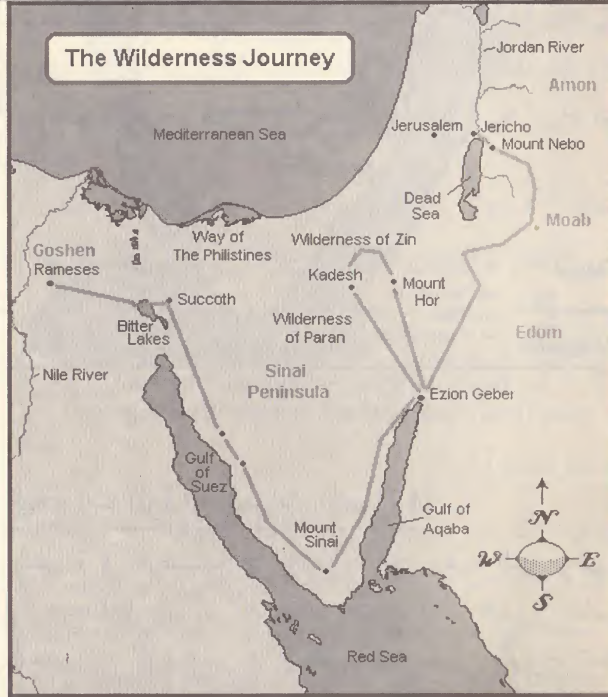 The Wilderness Journey
Jordan River
Amon
Mediterranean Sea
Jerusalem
Jericho
Mount Nebo
Dead
Sea
Moab
Way of
The Philistines
Wilderness of Zin
Goshen
Rameses
Kadesh
Mount
Hor
Succoth
Bitter
Lakes
Wilderness
of Paran
Edom
Nile River
Sinai
Peninsula
Ezion Geber
Gulf
of
Suez
Mount
Sinai
Gulf of
Aqaba
N
W
E
S
Red Sea